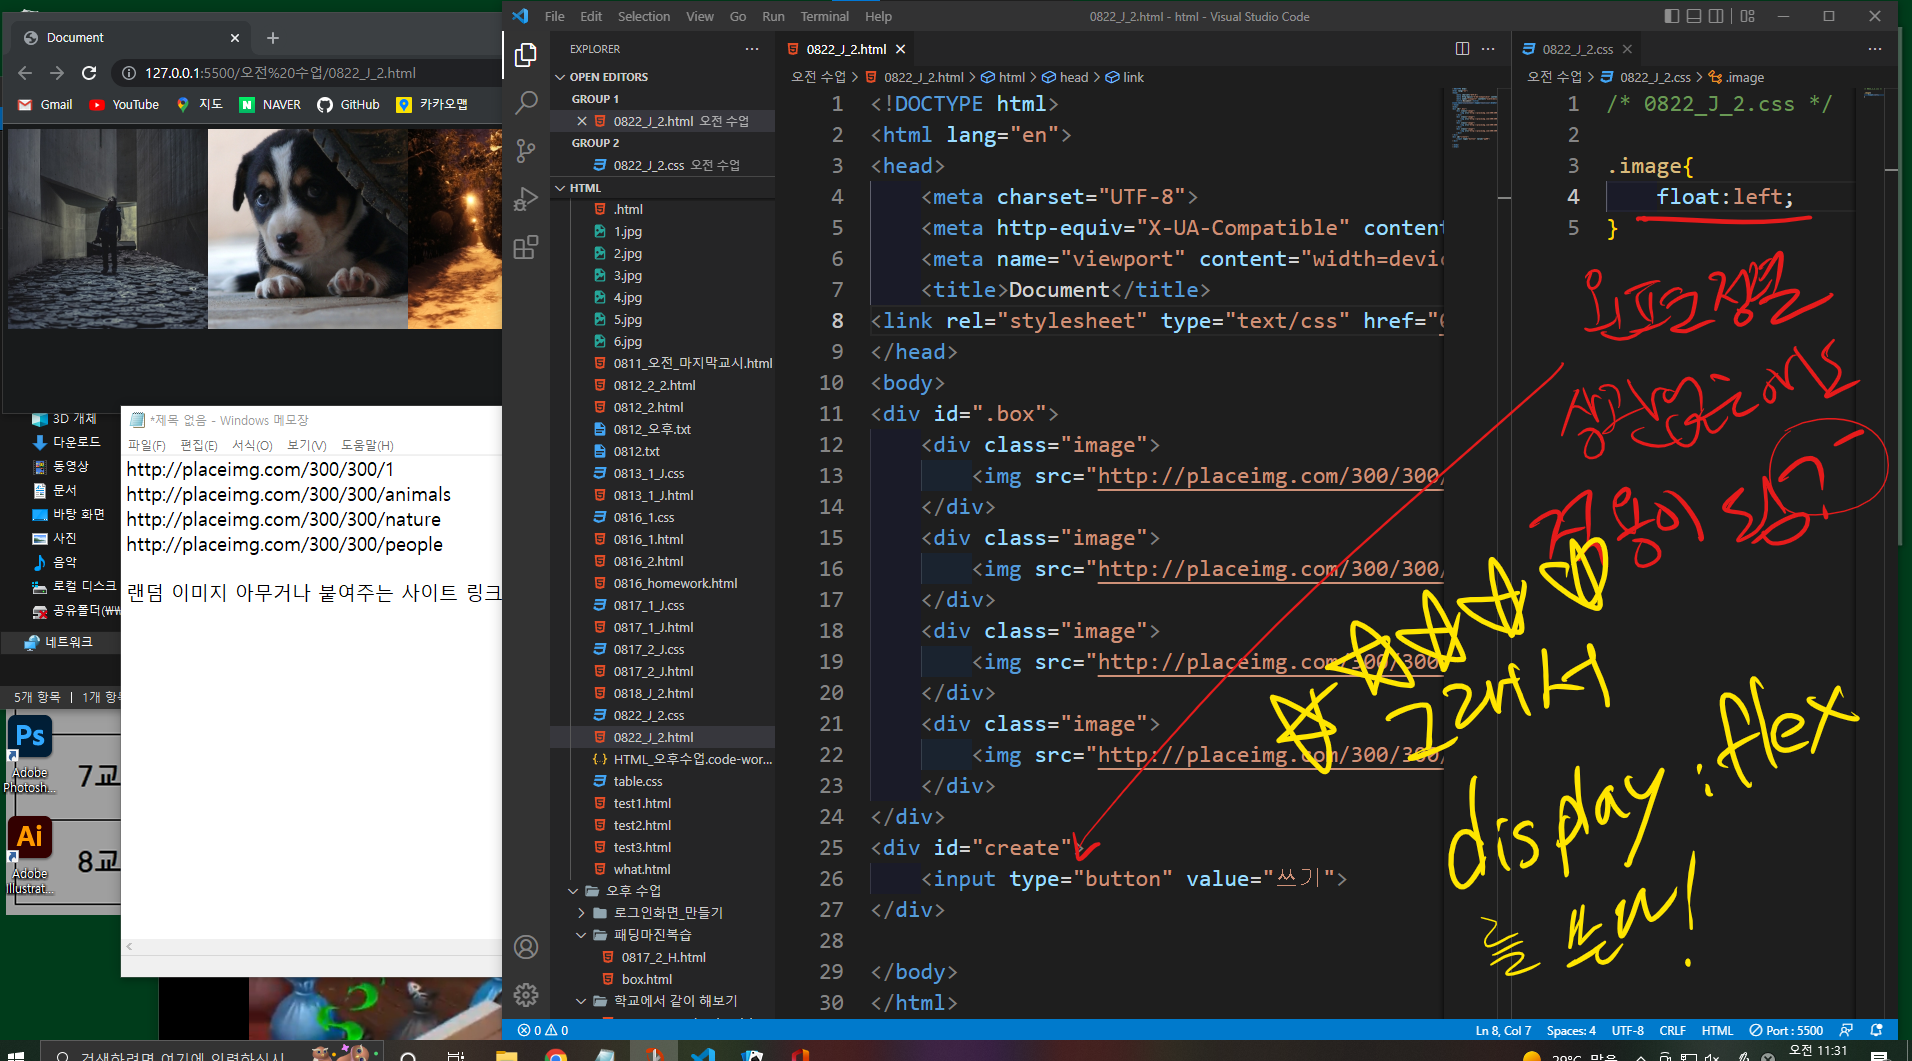 Document
127.0.0.1:5500/오전%20수업/0822_J_2.html
Gmail
YouTube
지도
NAVER
GitHub
카카오맵
3D 개체
다운로드
동영상
문서
바탕 화면
사진
음악
로컬 디스크
공유폴더(\\
네트워크
5개 항목
1개 항목
Ps
Adobe
Photosh...
7교
Ai
Adobe
Illustrat...
8교
*제목 없음 - Windows 메모장
파일(F) 편집(E) 서식(O) 보기(V) 도움말(H)
http://placeimg.com/300/300/1
http://placeimg.com/300/300/animals
http://placeimg.com/300/300/nature
http://placeimg.com/300/300/people
랜덤 이미지 아무거나 붙여주는 사이트 링크
File Edit Selection View Go Run Terminal Help
0822_J_2.html - html - Visual Studio Code
EXPLORER
OPEN EDITORS
GROUP 1
0822_J_2.html 오전 수업
GROUP 2
0822_J_2.css 오전 수업
HTML
.html
1.jpg
2.jpg
3.jpg
4.jpg
5.jpg
6.jpg
0811_오전_마지막교시.html
0812_2_2.html
0812_2.html
0812_오후.txt
0812.txt
0813_1_J.css
0813_1_J.html
0816_1.css
0816_1.html
0816_2.html
0816_homework.html
0817_1_J.css
0817_1_J.html
0817_2_J.css
0817_2_J.html
0818_J_2.html
0822_J_2.css
0822_J_2.html
HTML_오후수업.code-wor...
table.css
test1.html
test2.html
test3.html
what.html
오후 수업
로그인화면_만들기
패딩마진복습
0817_2_H.html
box.html
학교에서 같이 해보기
0822_J_2.html
오전 수업 > 0822_J_2.html > html > head > link
1 <!DOCTYPE html>
2 <html lang="en">
3 <head>
4 <meta charset="UTF-8">
5 <meta http-equiv="X-UA-Compatible" content
6 <meta name="viewport" content="width=devic
7 <title>Document</title>
8 <link rel="stylesheet" type="text/css" href="0
9 </head>
10 <body>
11 <div id=".box">
12 <div class="image">
13 <img src="http://placeimg.com/300/300/
14 </div>
15 <div class="image">
16 <img src="http://placeimg.com/300/300/
17 </div>
18 <div class="image">
19 <img src="http://placeimg.com/300/300
20 </div>
21 <div class="image">
22 <img src="http://placeimg.com/300/300/
23 </div>
24 </div>
25 <div id="create">
26 <input type="button" value="쓰기">
27 </div>
28
29 </body>
30 </html>
0822_J_2.css
오전 수업 > 0822_J_2.css > .image
1 /* 0822_J_2.css */
2
3 .image{
4 float:left;
5 }
왼쪽으로 정렬
상관없는 애도
적용이 되고
그래서
display : flex
를 쓰자!
0 0
Ln 8, Col 7 Spaces: 4 UTF-8 CRLF HTML Port : 5500
검색하려면 여기에 입력하십시
29°C 맑음
오전 11:31